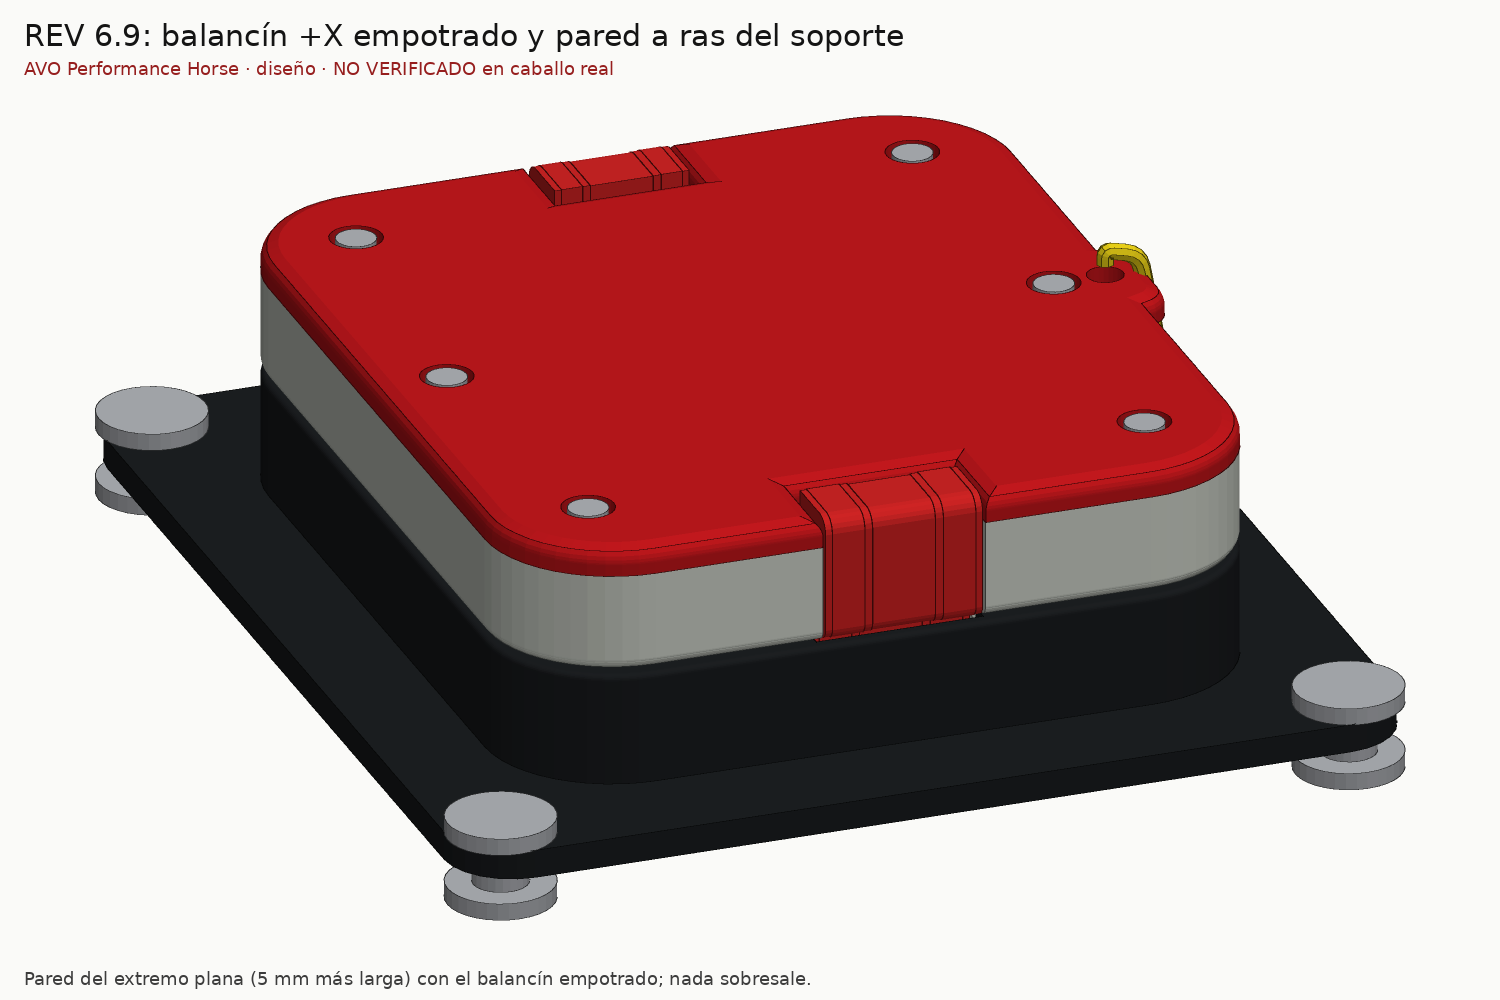 REV 6.9: balancín +X empotrado y pared a ras del soporte
AVO Performance Horse · diseño · NO VERIFICADO en caballo real
Pared del extremo plana (5 mm más larga) con el balancín empotrado; nada sobresale.